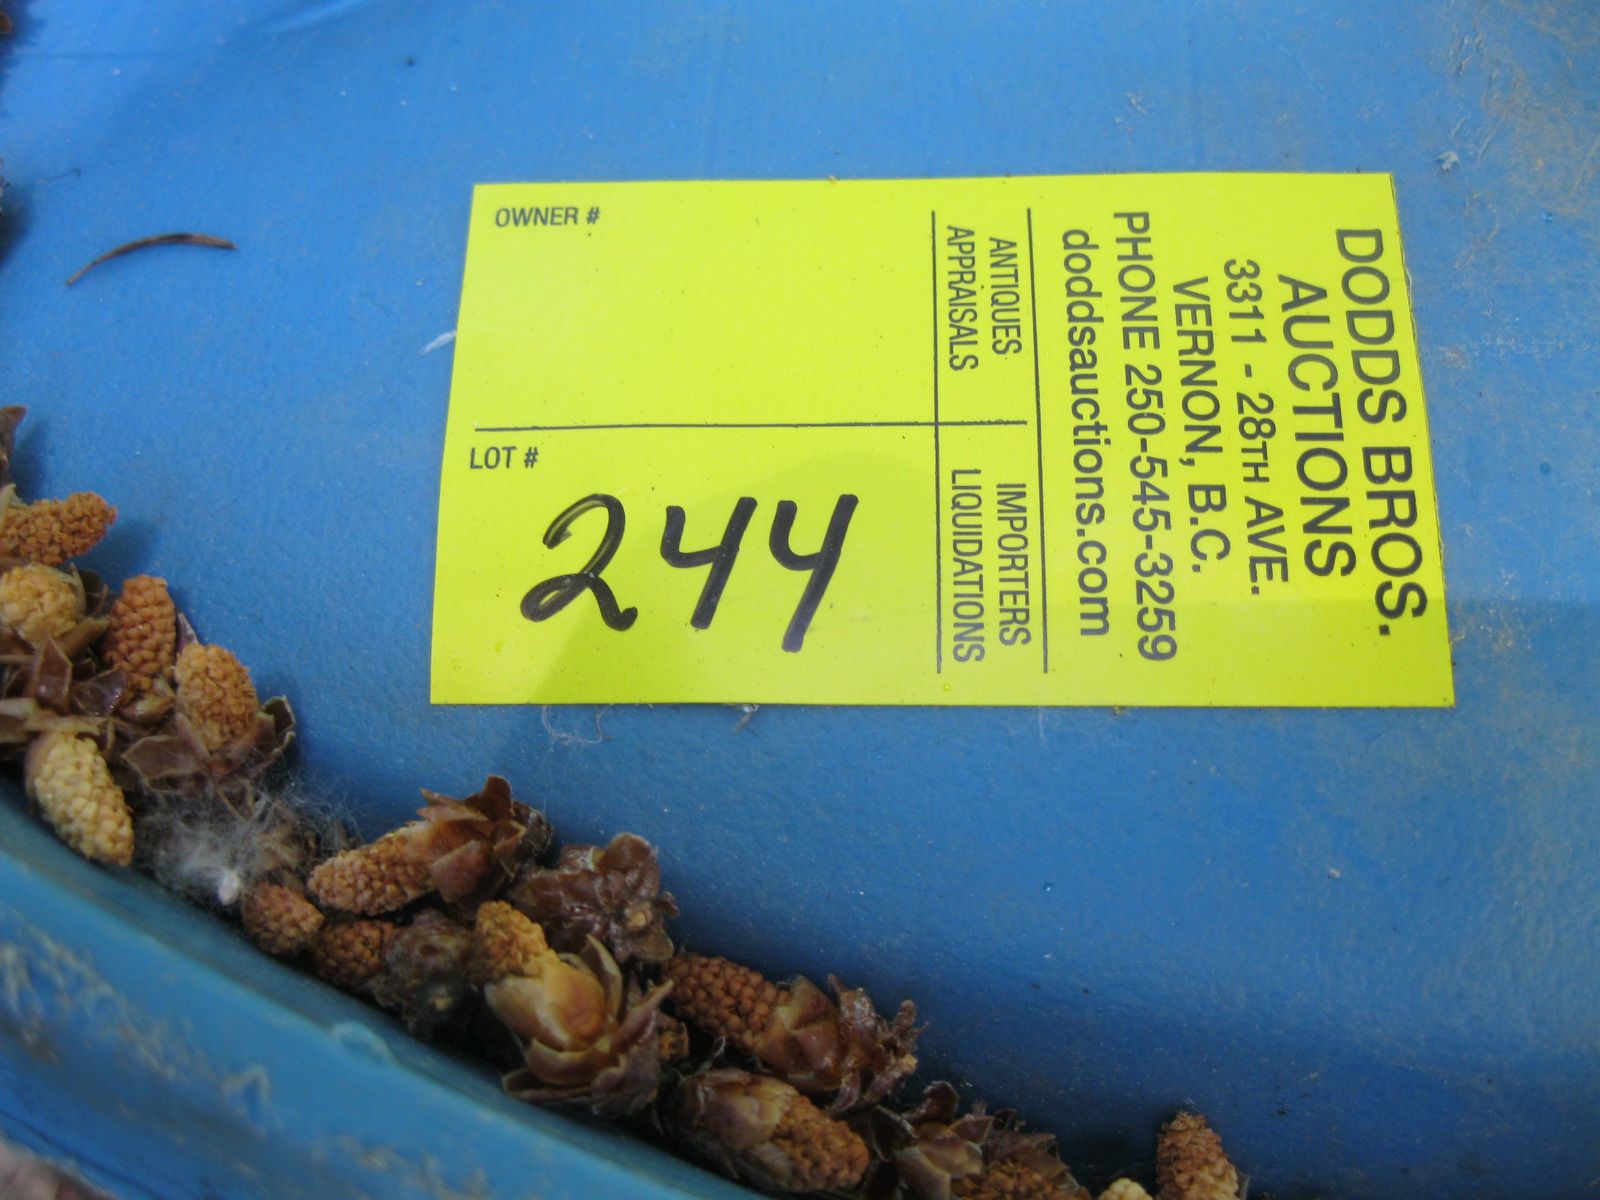 DODDS BROS.
AUCTIONS
3311 - 28TH AVE.
VERNON, B.C.
PHONE 250-545-3259
doddsauctions.com
ANTIQUES
APPRAISALS
IMPORTERS
LIQUIDATIONS
OWNER #
LOT #
244